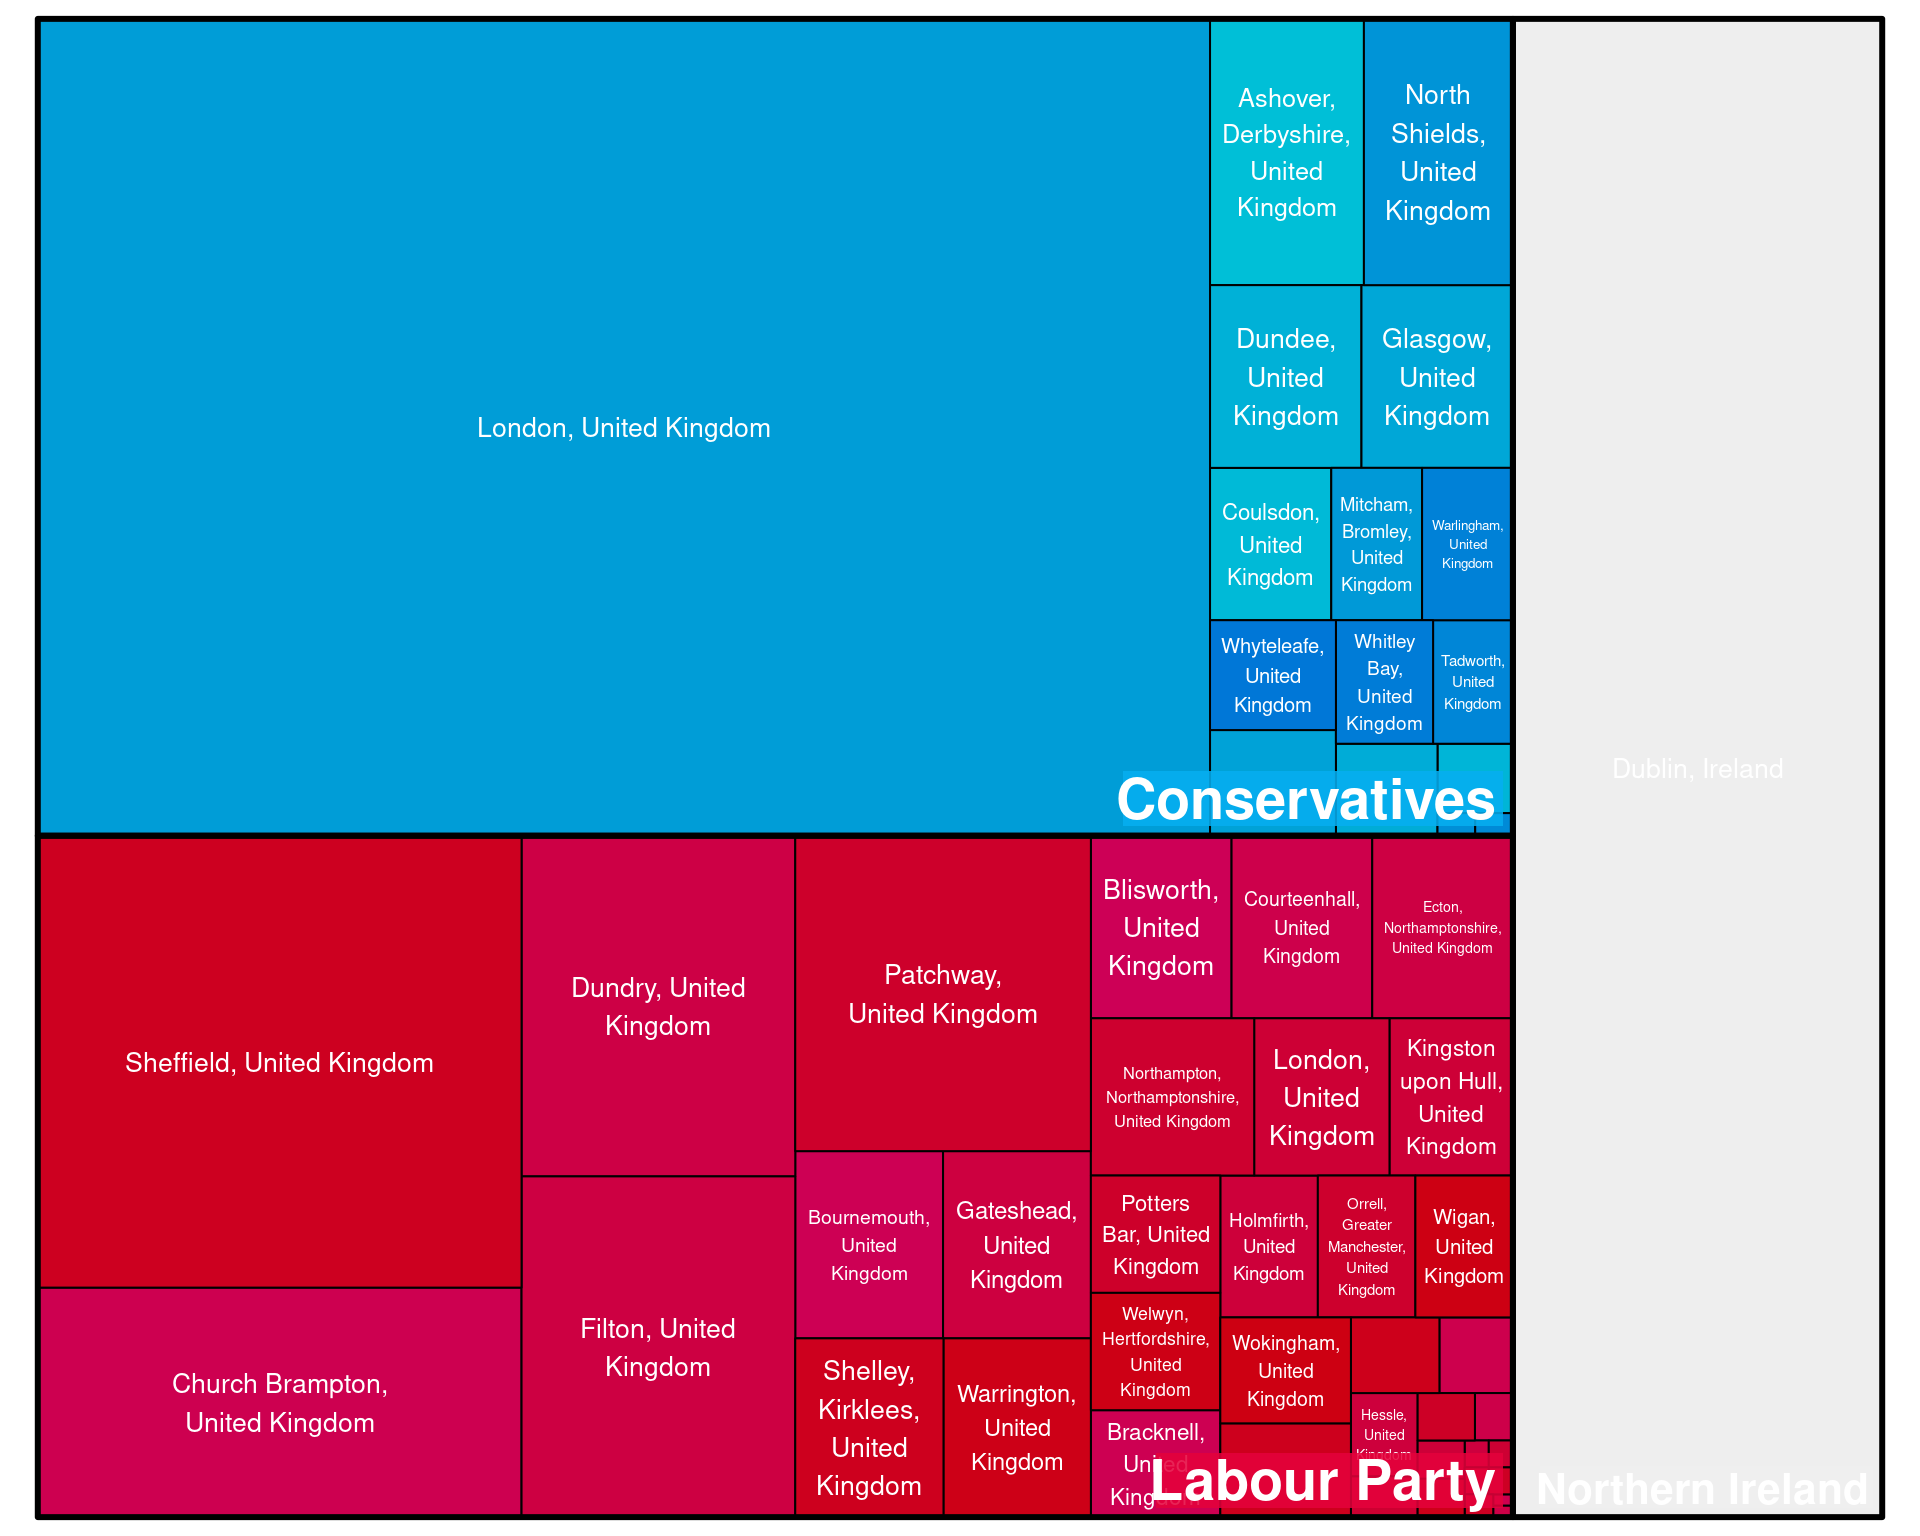 London, United Kingdom
Ashover,
Derbyshire,
United
Kingdom
North
Shields,
United
Kingdom
Dundee,
United
Kingdom
Glasgow,
United
Kingdom
Coulsdon,
United
Kingdom
Mitcham,
Bromley,
United
Kingdom
Warlingham,
United
Kingdom
Whyteleafe,
United
Kingdom
Whitley
Bay,
United
Kingdom
Tadworth,
United
Kingdom
Conservatives
Sheffield, United Kingdom
Church Brampton,
United Kingdom
Dundry, United
Kingdom
Filton, United
Kingdom
Patchway,
United Kingdom
Bournemouth,
United
Kingdom
Gateshead,
United
Kingdom
Shelley,
Kirklees,
United
Kingdom
Warrington,
United
Kingdom
Blisworth,
United
Kingdom
Courteenhall,
United
Kingdom
Ecton,
Northamptonshire,
United Kingdom
Northampton,
Northamptonshire,
United Kingdom
London,
United
Kingdom
Kingston
upon Hull,
United
Kingdom
Potters
Bar, United
Kingdom
Holmfirth,
United
Kingdom
Orrell,
Greater
Manchester,
United
Kingdom
Wigan,
United
Kingdom
Welwyn,
Hertfordshire,
United
Kingdom
Wokingham,
United
Kingdom
Bracknell,
United
Kingdom
Hessle,
United
Kingdom
Labour Party
Dublin, Ireland
Northern Ireland